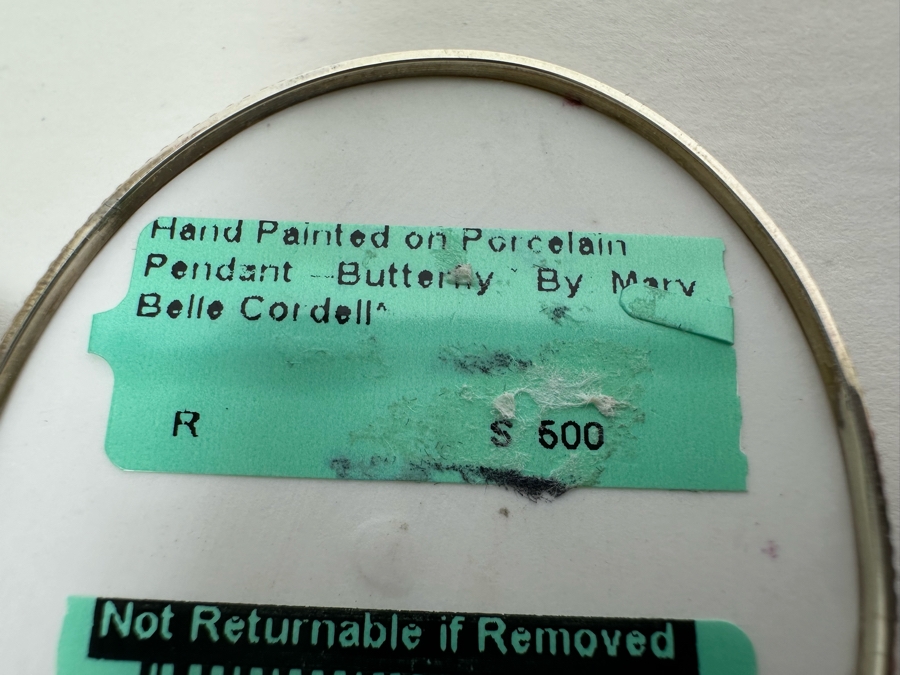 Hand Painted on Porcelain
Pendant - Butterfly By Mary
Belle Cordell^
R $ 500
Not Returnable if Removed